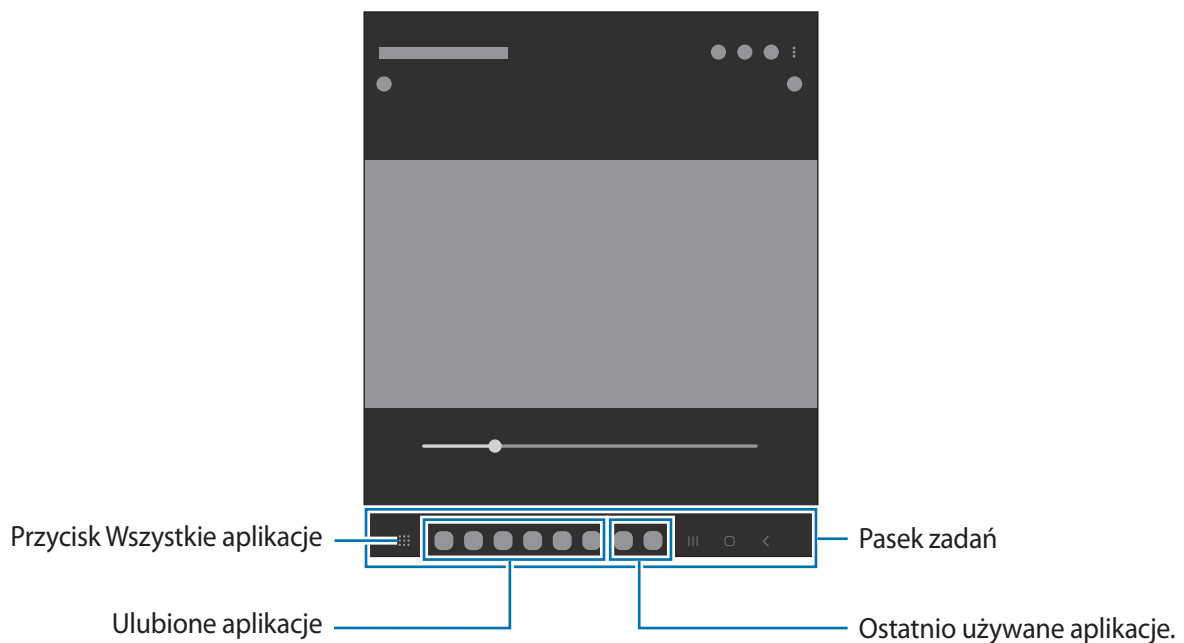 Przycisk Wszystkie aplikacje
Pasek zadań
Ulubione aplikacje
Ostatnio używane aplikacje.